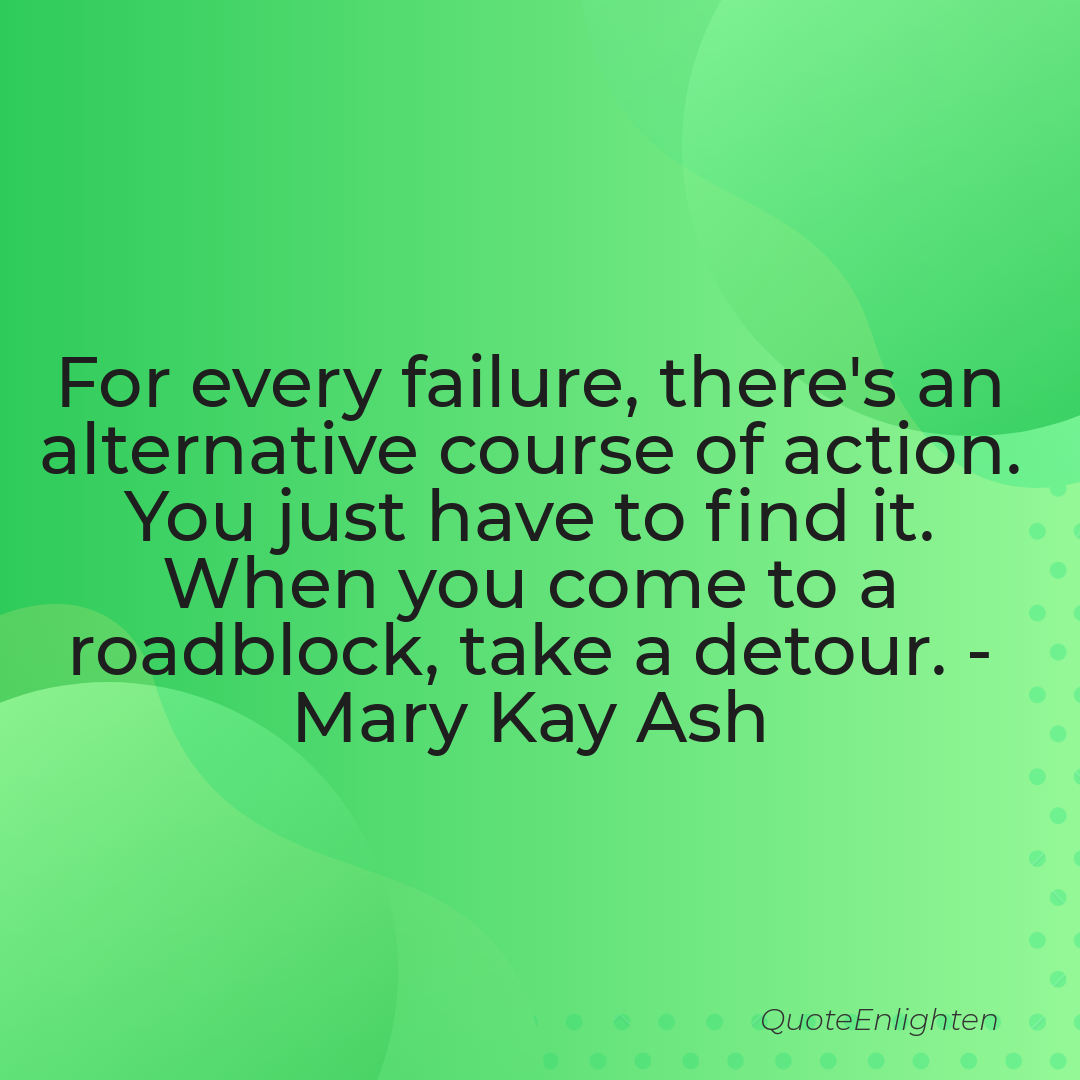 For every failure, there's an
alternative course of action.
You just have to find it.
When you come to a
roadblock, take a detour. -
Mary Kay Ash
QuoteEnlighten